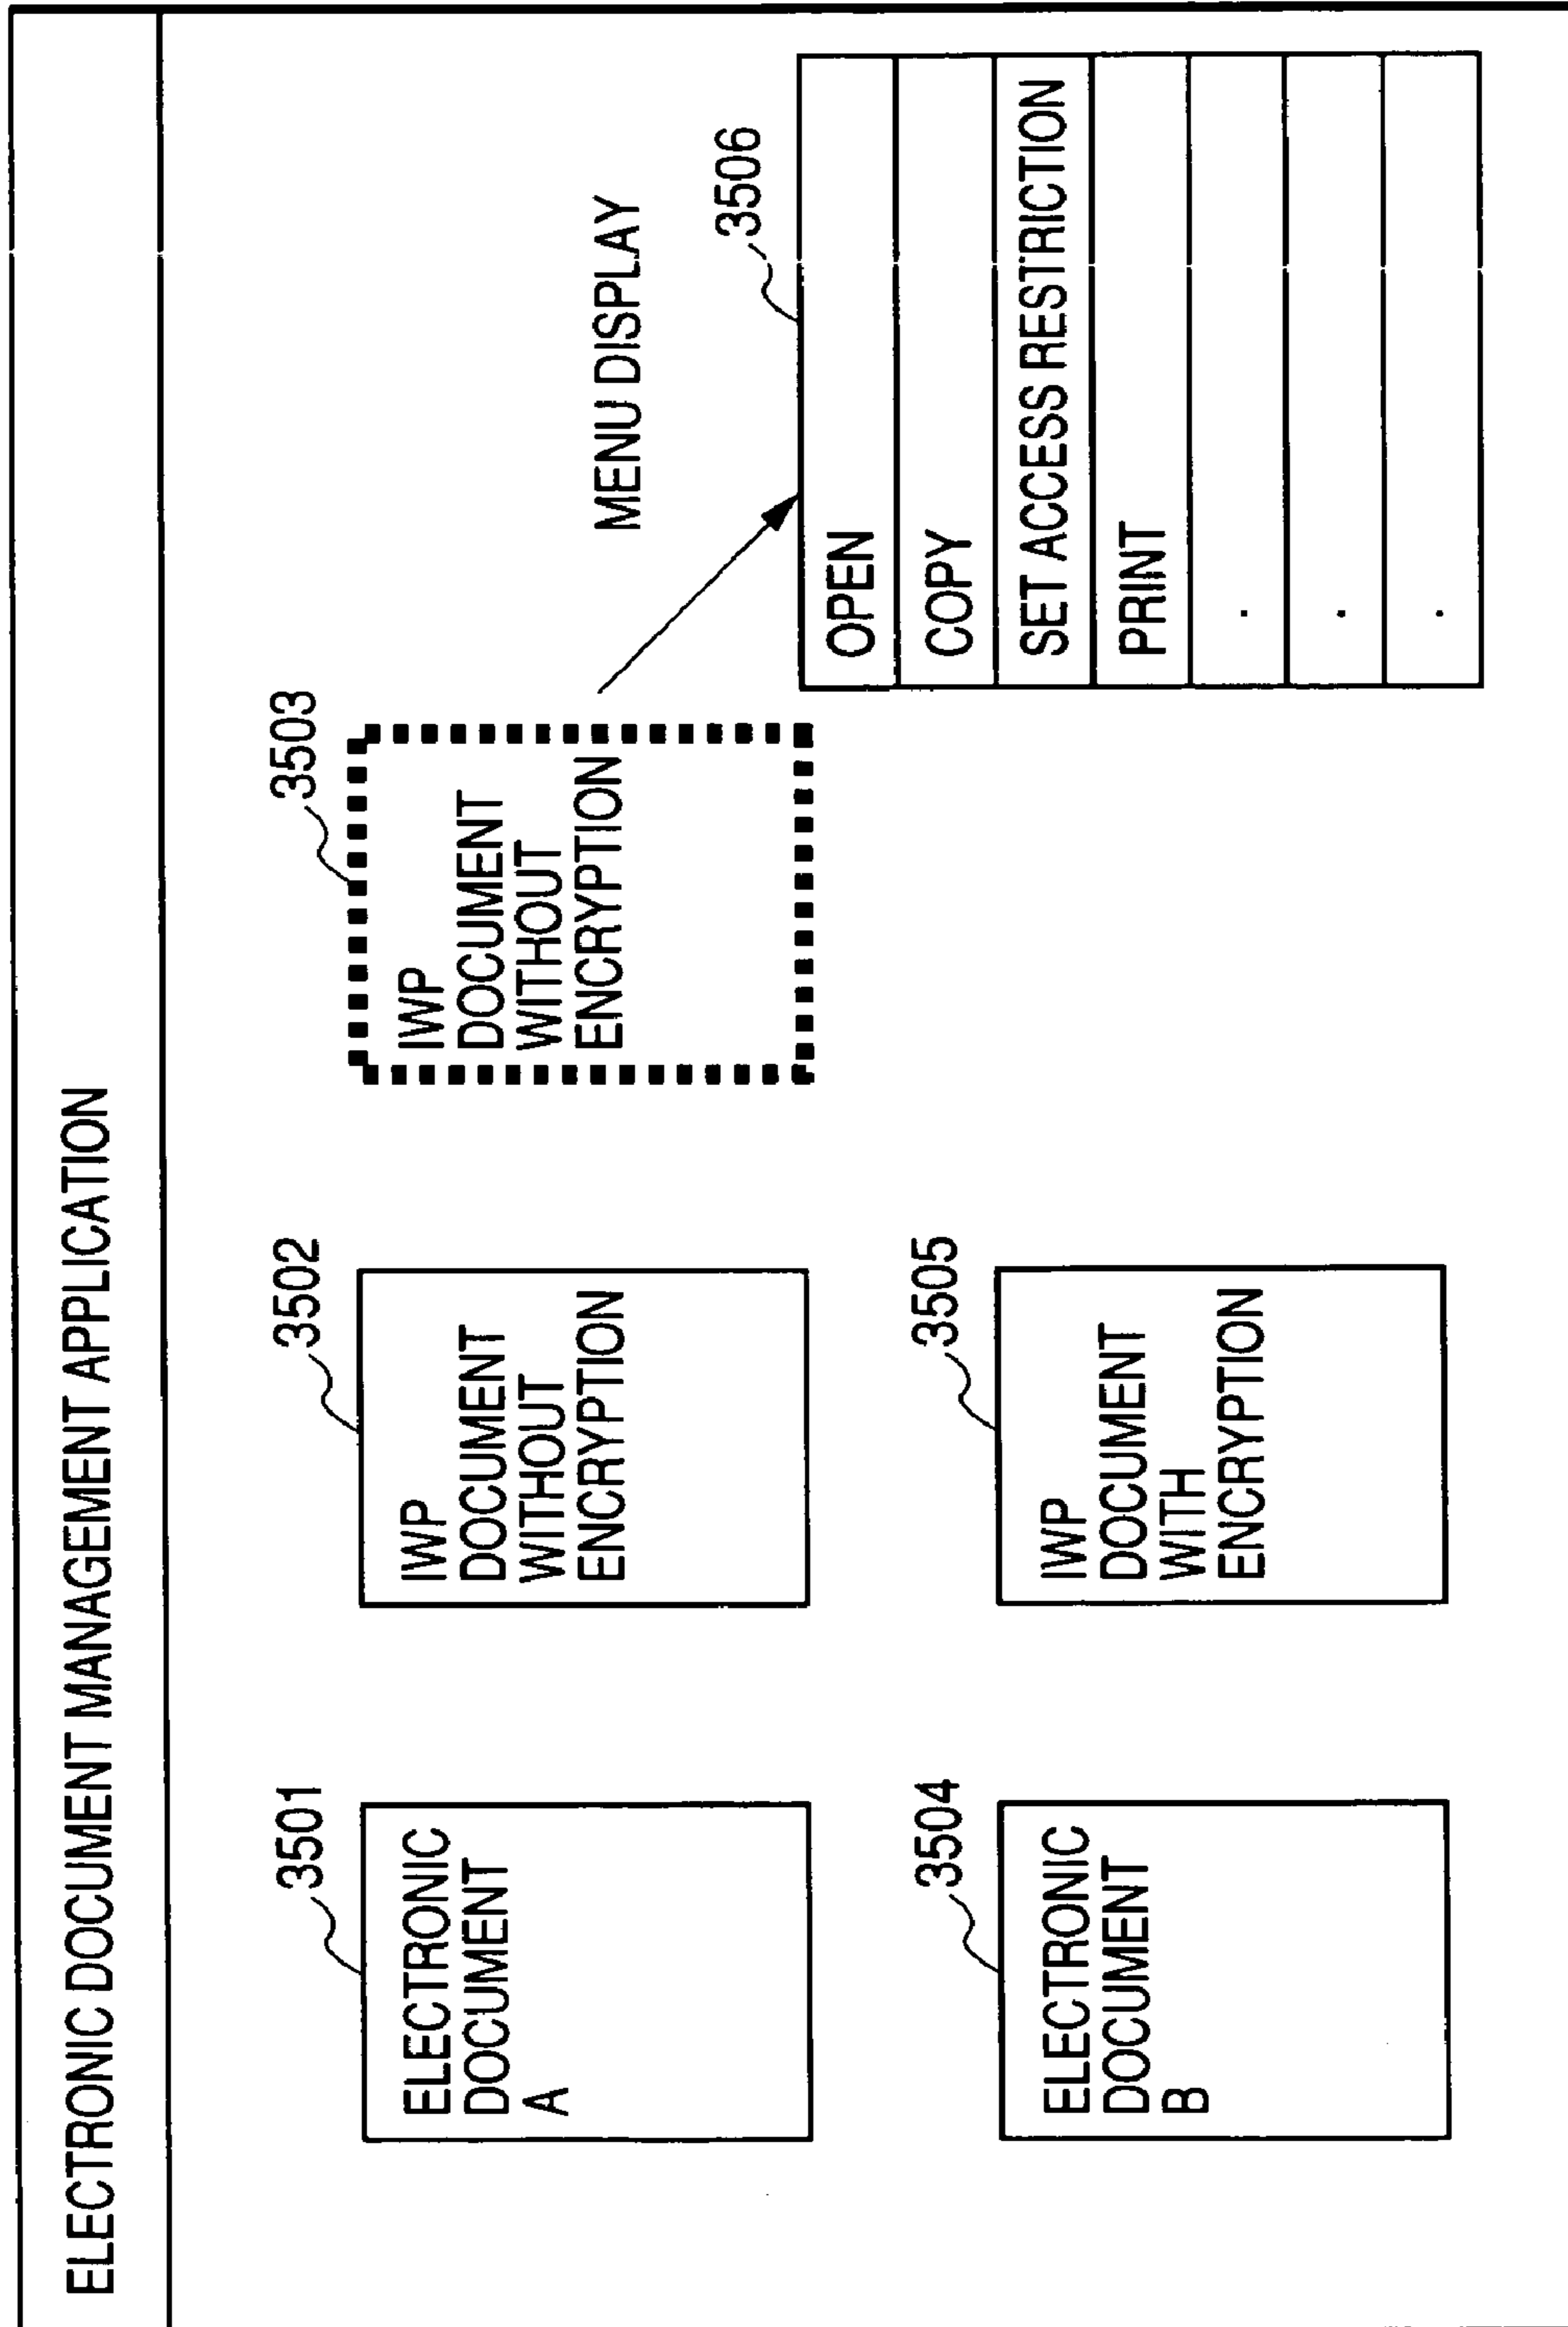 ELECTRONIC DOCUMENT MANAGEMENT APPLICATION
3501
ELECTRONIC
DOCUMENT
A
3502
IWP
DOCUMENT
WITHOUT
ENCRYPTION
3503
IWP
DOCUMENT
WITHOUT
ENCRYPTION
MENU DISPLAY
3506
OPEN
COPY
SET ACCESS RESTRICTION
PRINT
.
.
.
3504
ELECTRONIC
DOCUMENT
B
3505
IWP
DOCUMENT
WITH
ENCRYPTION